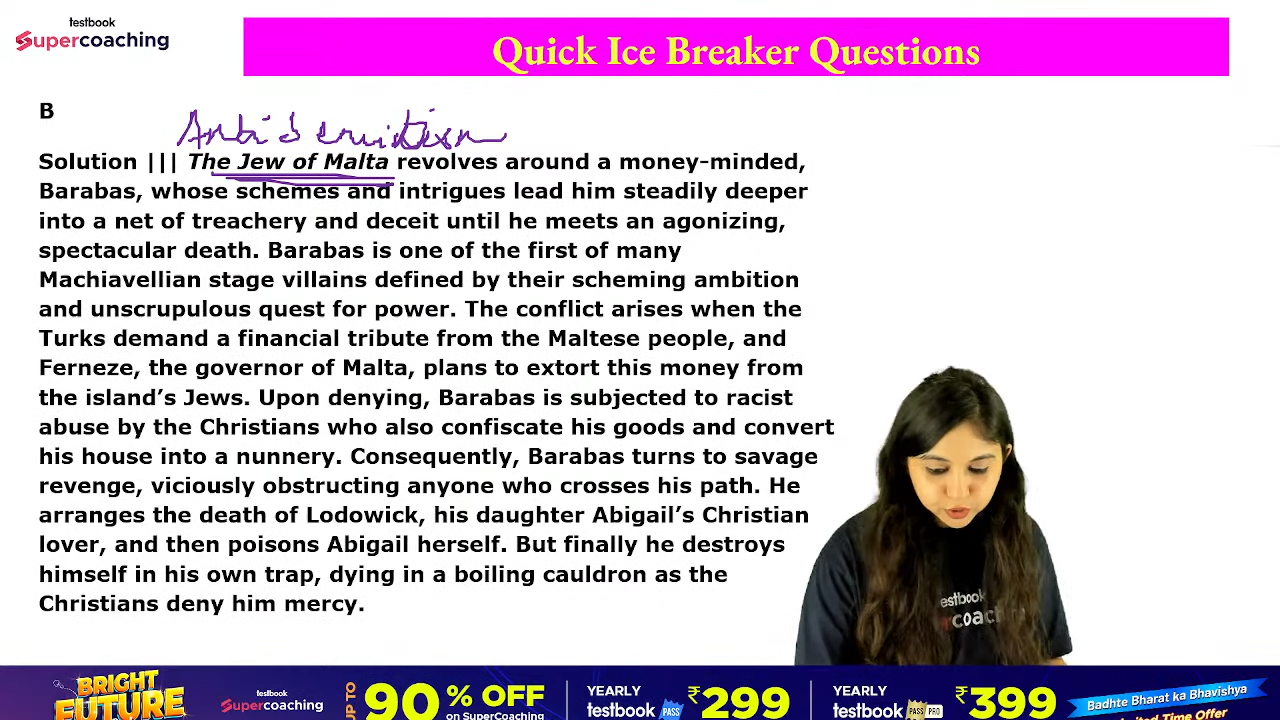 testbook
Supercoaching
Quick Ice Breaker Questions
B
Anti Semitism
Solution ||| The Jew of Malta revolves around a money-minded,
Barabas, whose schemes and intrigues lead him steadily deeper
into a net of treachery and deceit until he meets an agonizing,
spectacular death. Barabas is one of the first of many
Machiavellian stage villains defined by their scheming ambition
and unscrupulous quest for power. The conflict arises when the
Turks demand a financial tribute from the Maltese people, and
Ferneze, the governor of Malta, plans to extort this money from
the island’s Jews. Upon denying, Barabas is subjected to racist
abuse by the Christians who also confiscate his goods and convert
his house into a nunnery. Consequently, Barabas turns to savage
revenge, viciously obstructing anyone who crosses his path. He
arranges the death of Lodowick, his daughter Abigail’s Christian
lover, and then poisons Abigail herself. But finally he destroys
himself in his own trap, dying in a boiling cauldron as the
Christians deny him mercy.
testbook
BRIGHT
FUTURE
testbook
Supercoaching
UPTO
90% OFF
on SuperCoaching
YEARLY
testbook PASS
₹299
YEARLY
testbook PASS PRO
₹399
Badhte Bharat ka Bhavishya
Time Offer